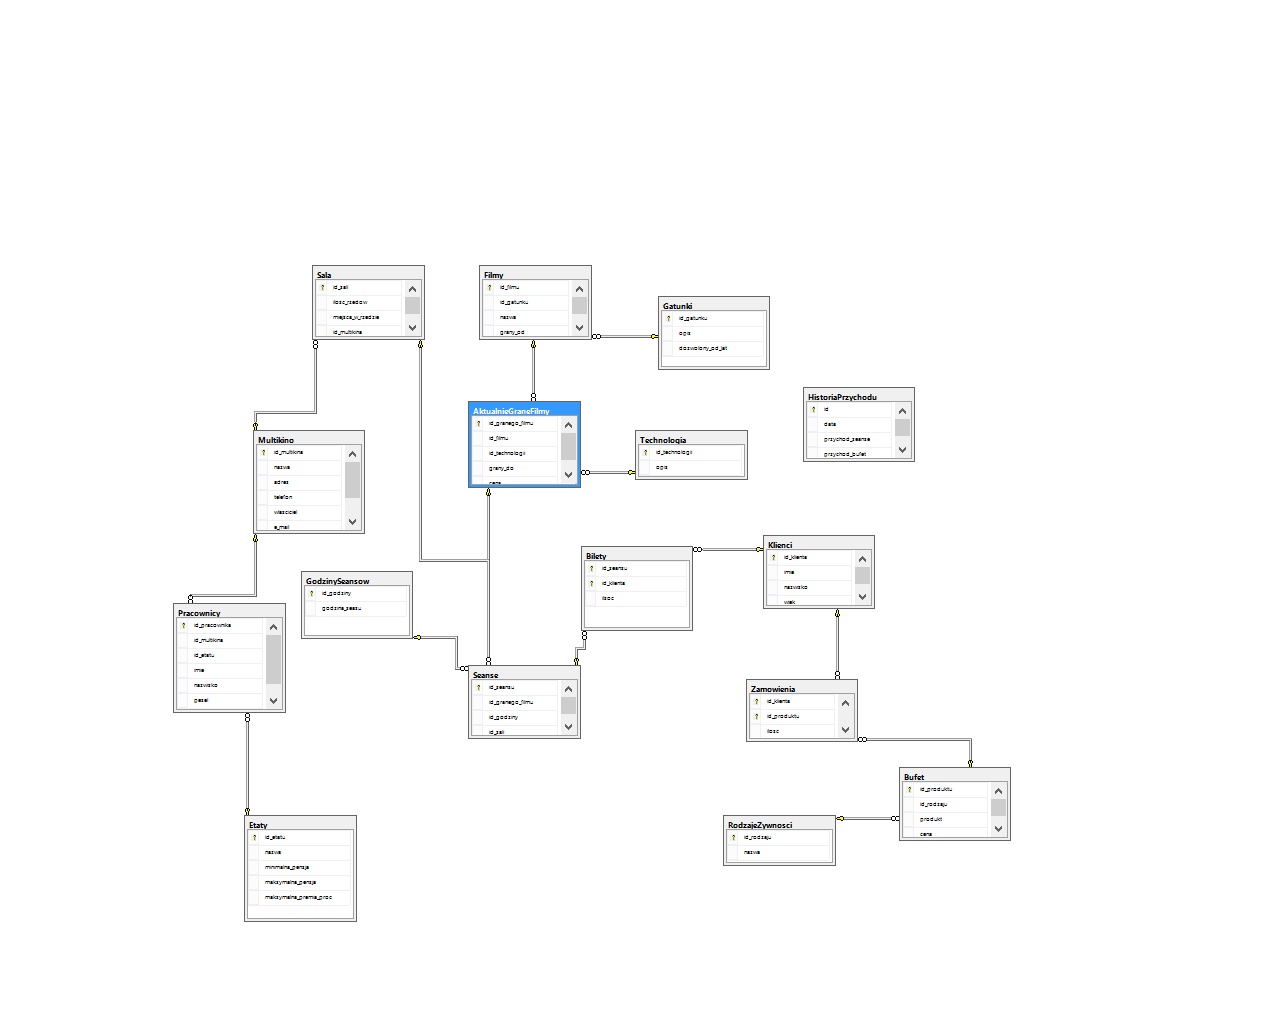 Sala
id_sali
ilosc_rzedow
miejsca_w_rzedzie
id_multikina
Filmy
id_filmu
id_gatunku
nazwa
grany_od
Gatunki
id_gatunku
opis
dozwolony_od_lat
HistoriaPrzychodu
id
data
przychod_seanse
przychod_bufet
AktualnieGraneFilmy
id_granego_filmu
id_filmu
id_technologii
grany_do
cena
Technologia
id_technologii
opis
Multikino
id_multikina
nazwa
adres
telefon
wlasciciel
e_mail
Klienci
id_klienta
imie
nazwisko
wiek
Bilety
id_seansu
id_klienta
ilosc
GodzinySeansow
id_godziny
godzina_seasu
Pracownicy
id_pracownika
id_multikina
id_etatu
imie
nazwisko
pesel
Seanse
id_seansu
id_granego_filmu
id_godziny
id_sali
Zamowienia
id_klienta
id_produktu
ilosc
Bufet
id_produktu
id_rodzaju
produkt
cena
RodzajeZywnosci
id_rodzaju
nazwa
Etaty
id_etatu
nazwa
minimalna_pensja
maksymalna_pensja
maksymalna_premia_proc